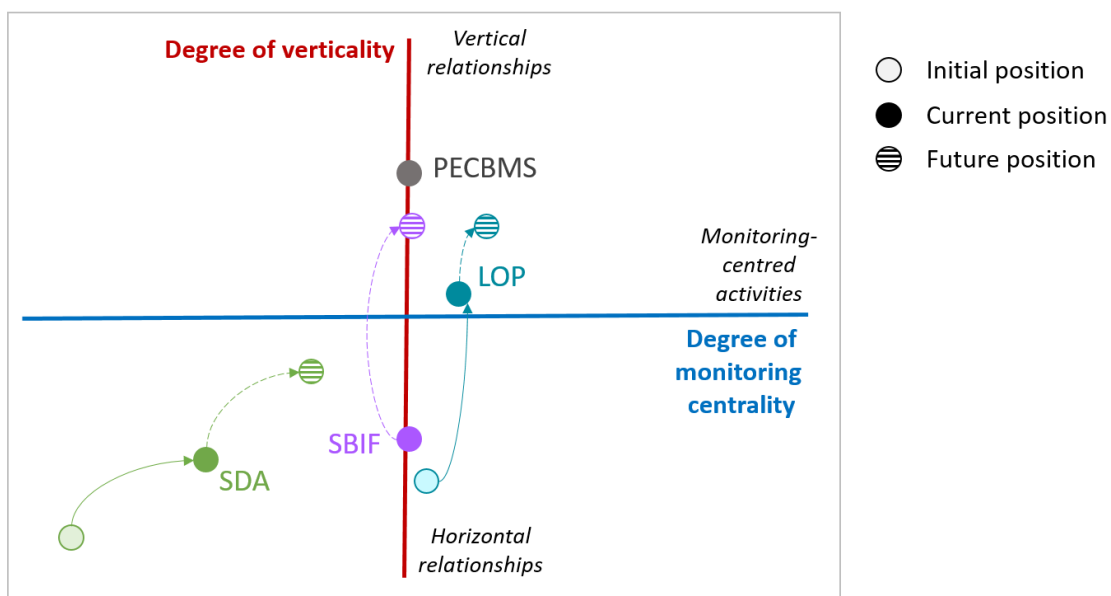 Degree of verticality
Vertical
relationships
PECBMS
LOP
Monitoring-
centred
activities
Degree of
monitoring
centrality
SBIF
SDA
Horizontal
relationships
Initial position
Current position
Future position